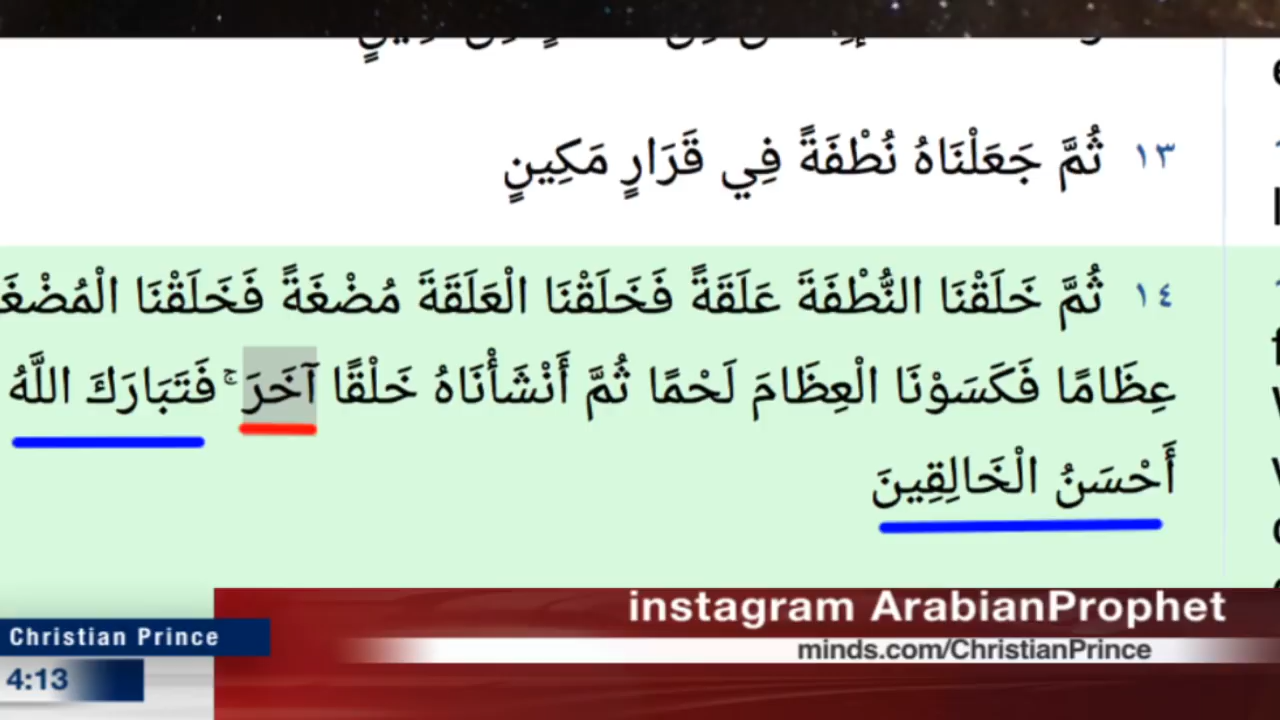 ١٣ ثُمَّ جَعَلْنَاهُ نُطْفَةً فِي قَرَارٍ مَكِينٍ
١٤ ثُمَّ خَلَقْنَا النُّطْفَةَ عَلَقَةً فَخَلَقْنَا الْعَلَقَةَ مُضْغَةً فَخَلَقْنَا الْمُضْغَ
عِظَامًا فَكَسَوْنَا الْعِظَامَ لَحْمًا ثُمَّ أَنْشَأْنَاهُ خَلْقًا آخَرَ ۚ فَتَبَارَكَ اللَّهُ
أَحْسَنُ الْخَالِقِينَ
instagram ArabianProphet
Christian Prince
minds.com/ChristianPrince
4:13